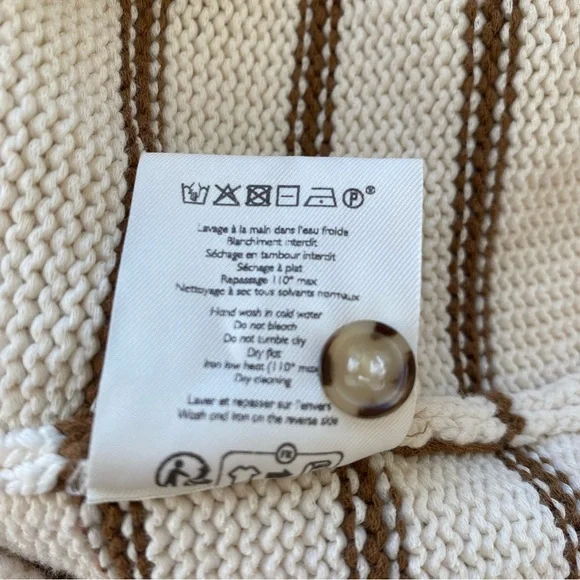 P ®
Lavage à la main dans l'eau froide
Blanchiment interdit
Séchage en tambour interdit
Séchage à plat
Repassage 110° max
Nettoyage à sec tous solvants normaux
Hand wash in cold water
Do not bleach
Do not tumble dry
Dry flat
Iron low heat (110° max
Dry cleaning
Laver et repasser sur l'envers
Wash and iron on the reverse side
FR